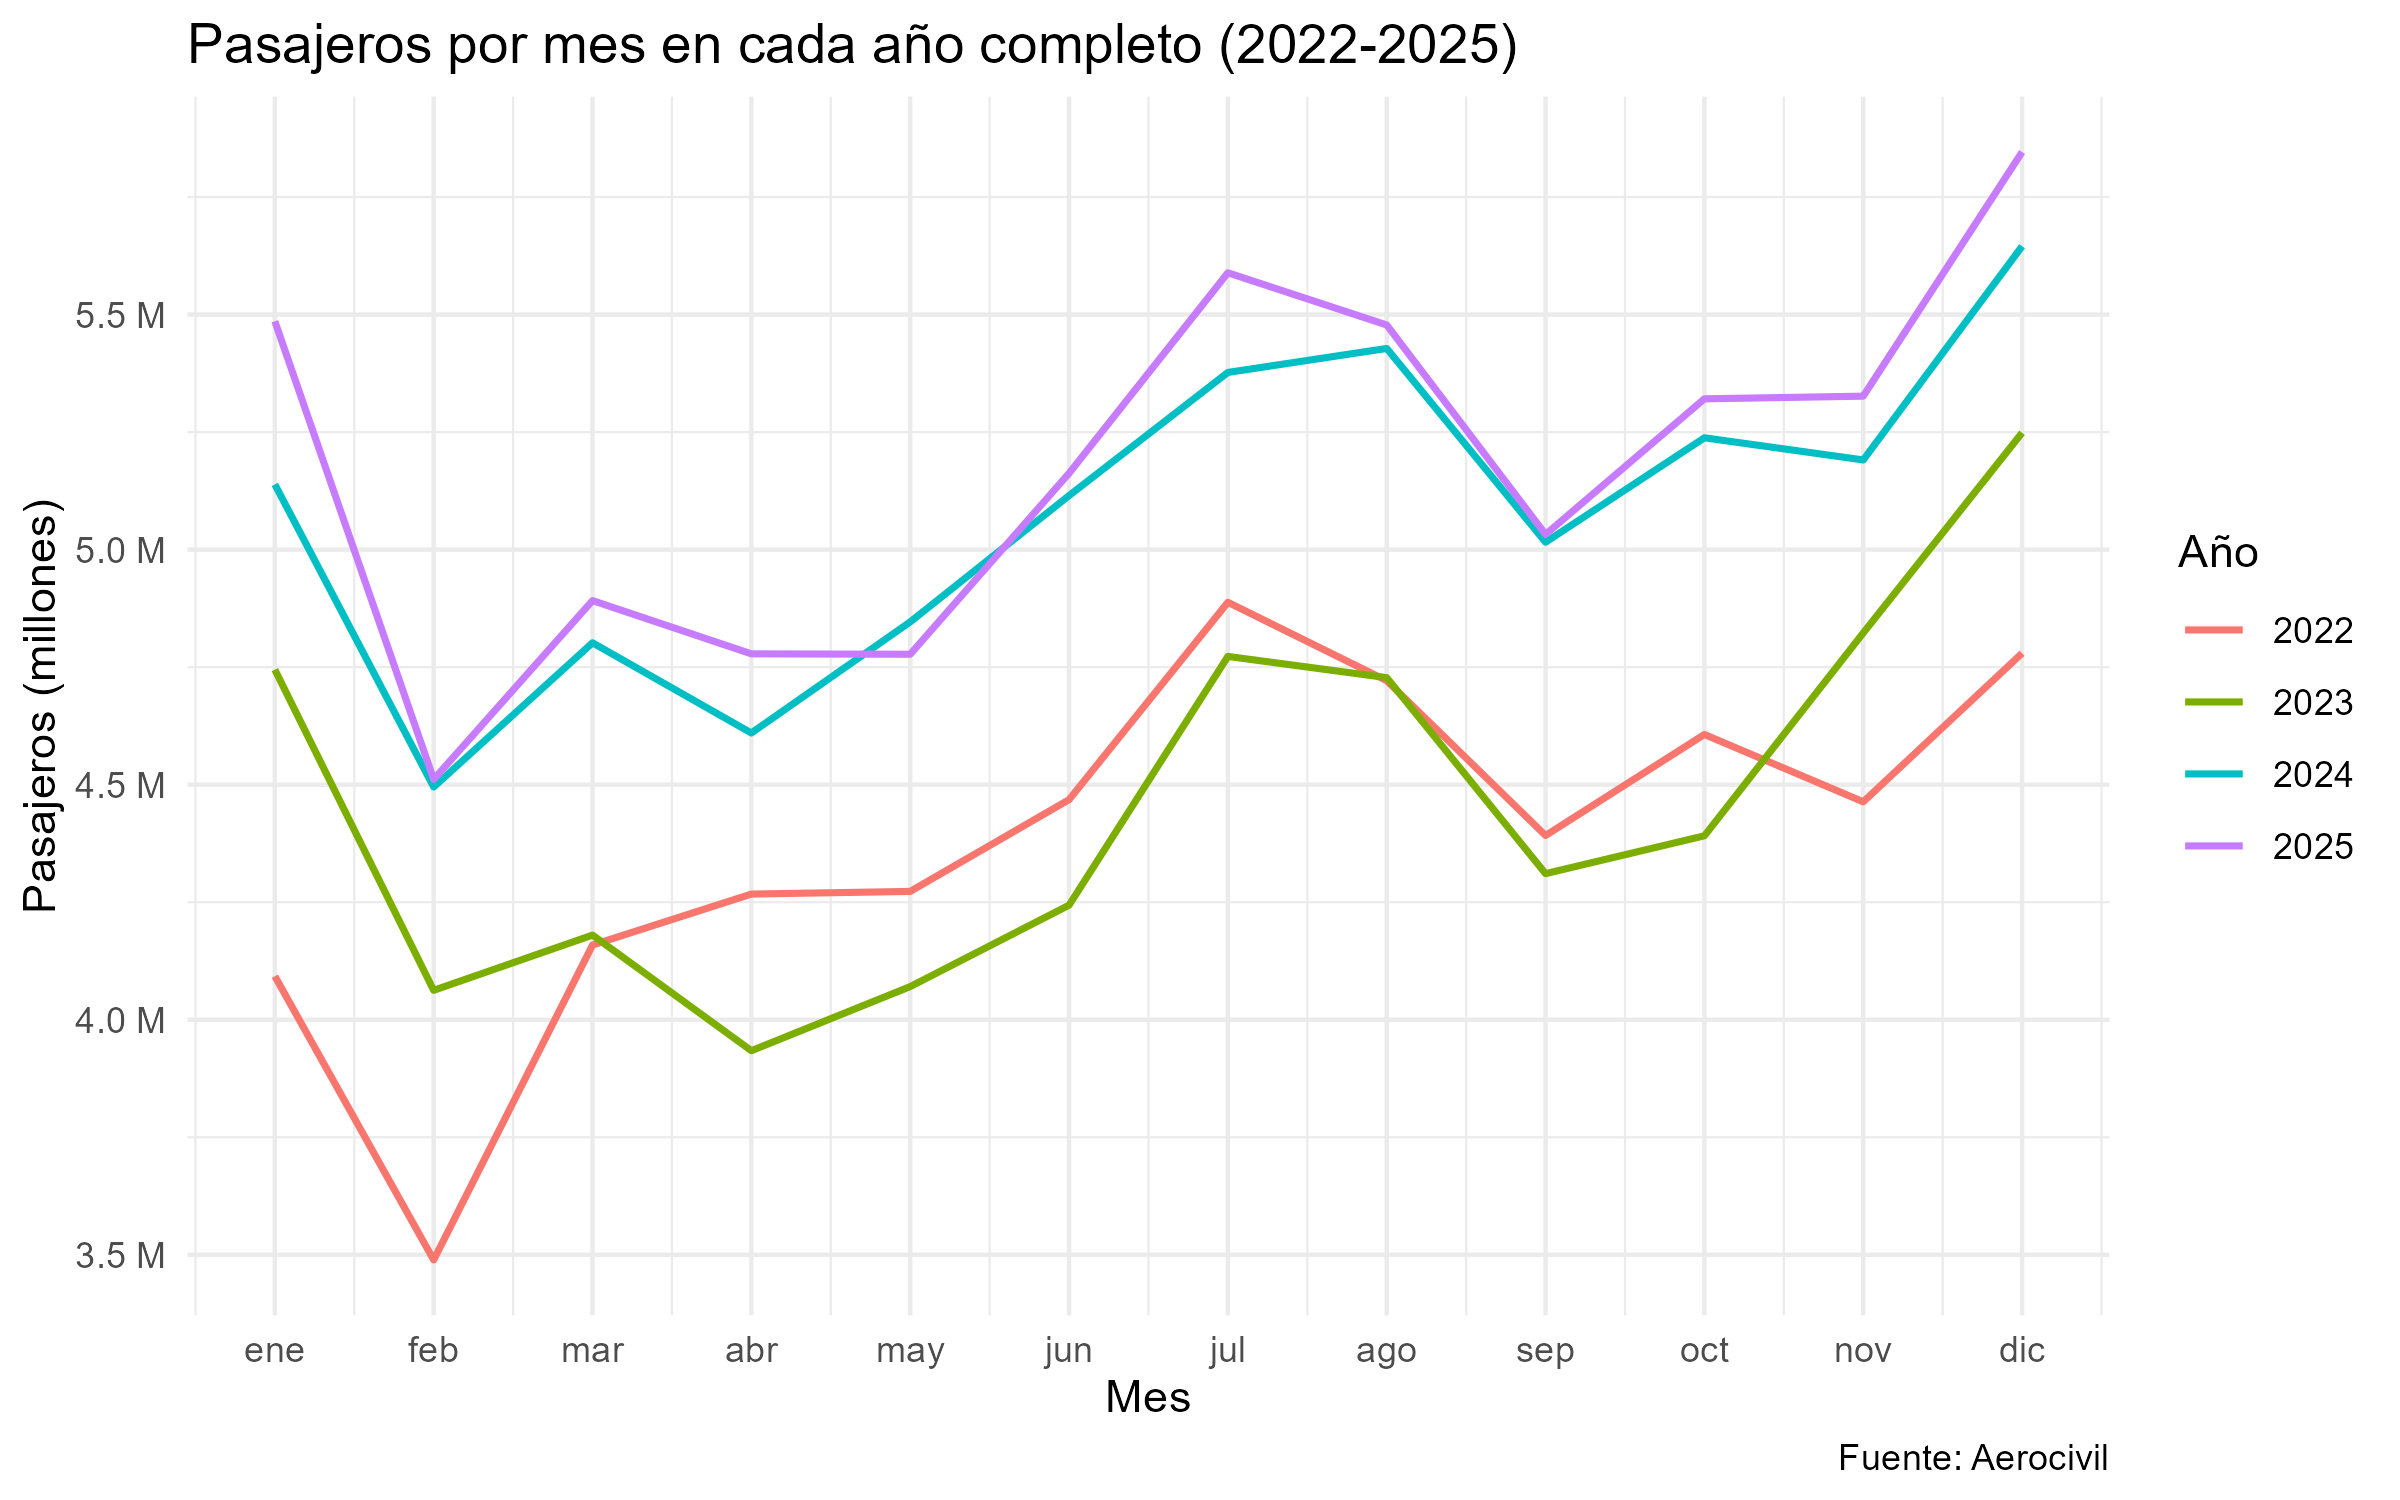 Pasajeros por mes en cada año completo (2022-2025)
Pasajeros (millones)
5.5 M
5.0 M
4.5 M
4.0 M
3.5 M
ene feb mar abr may jun jul ago sep oct nov dic
Mes
Año
2022
2023
2024
2025
Fuente: Aerocivil